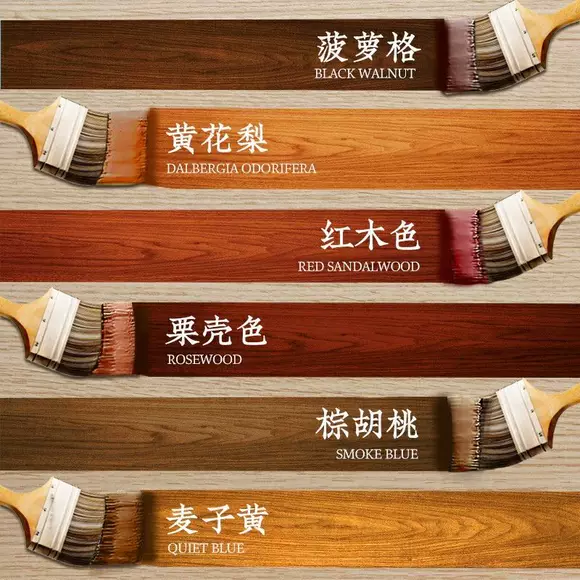 菠萝格
BLACK WALNUT
黄花梨
DALBERGIA ODORIFERA
红木色
RED SANDALWOOD
栗壳色
ROSEWOOD
棕胡桃
SMOKE BLUE
麦子黄
QUIET BLUE